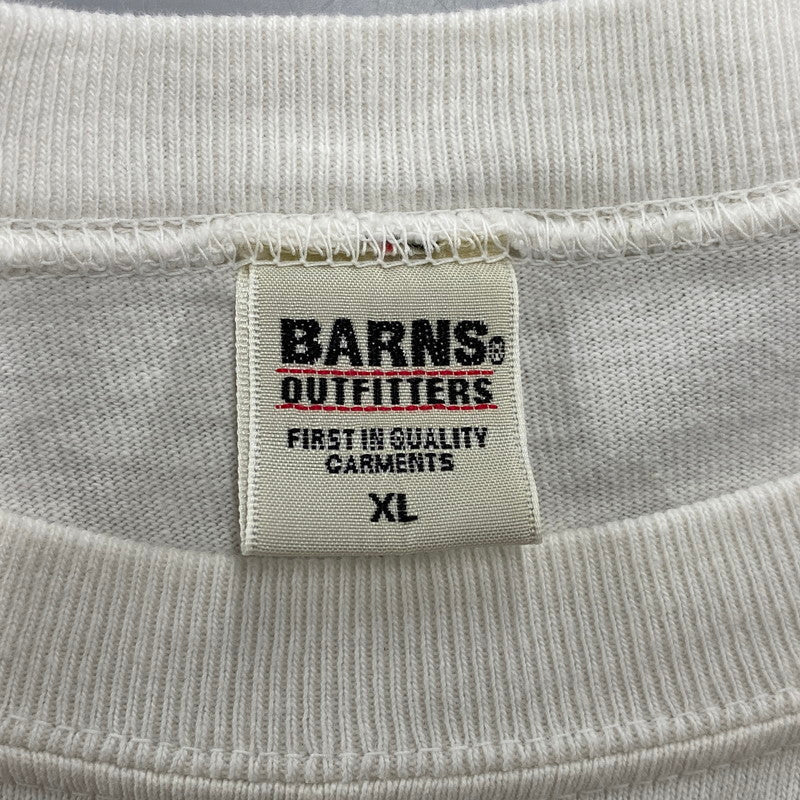 BARNS®
OUTFITTERS
FIRST IN QUALITY
CARMENTS
XL